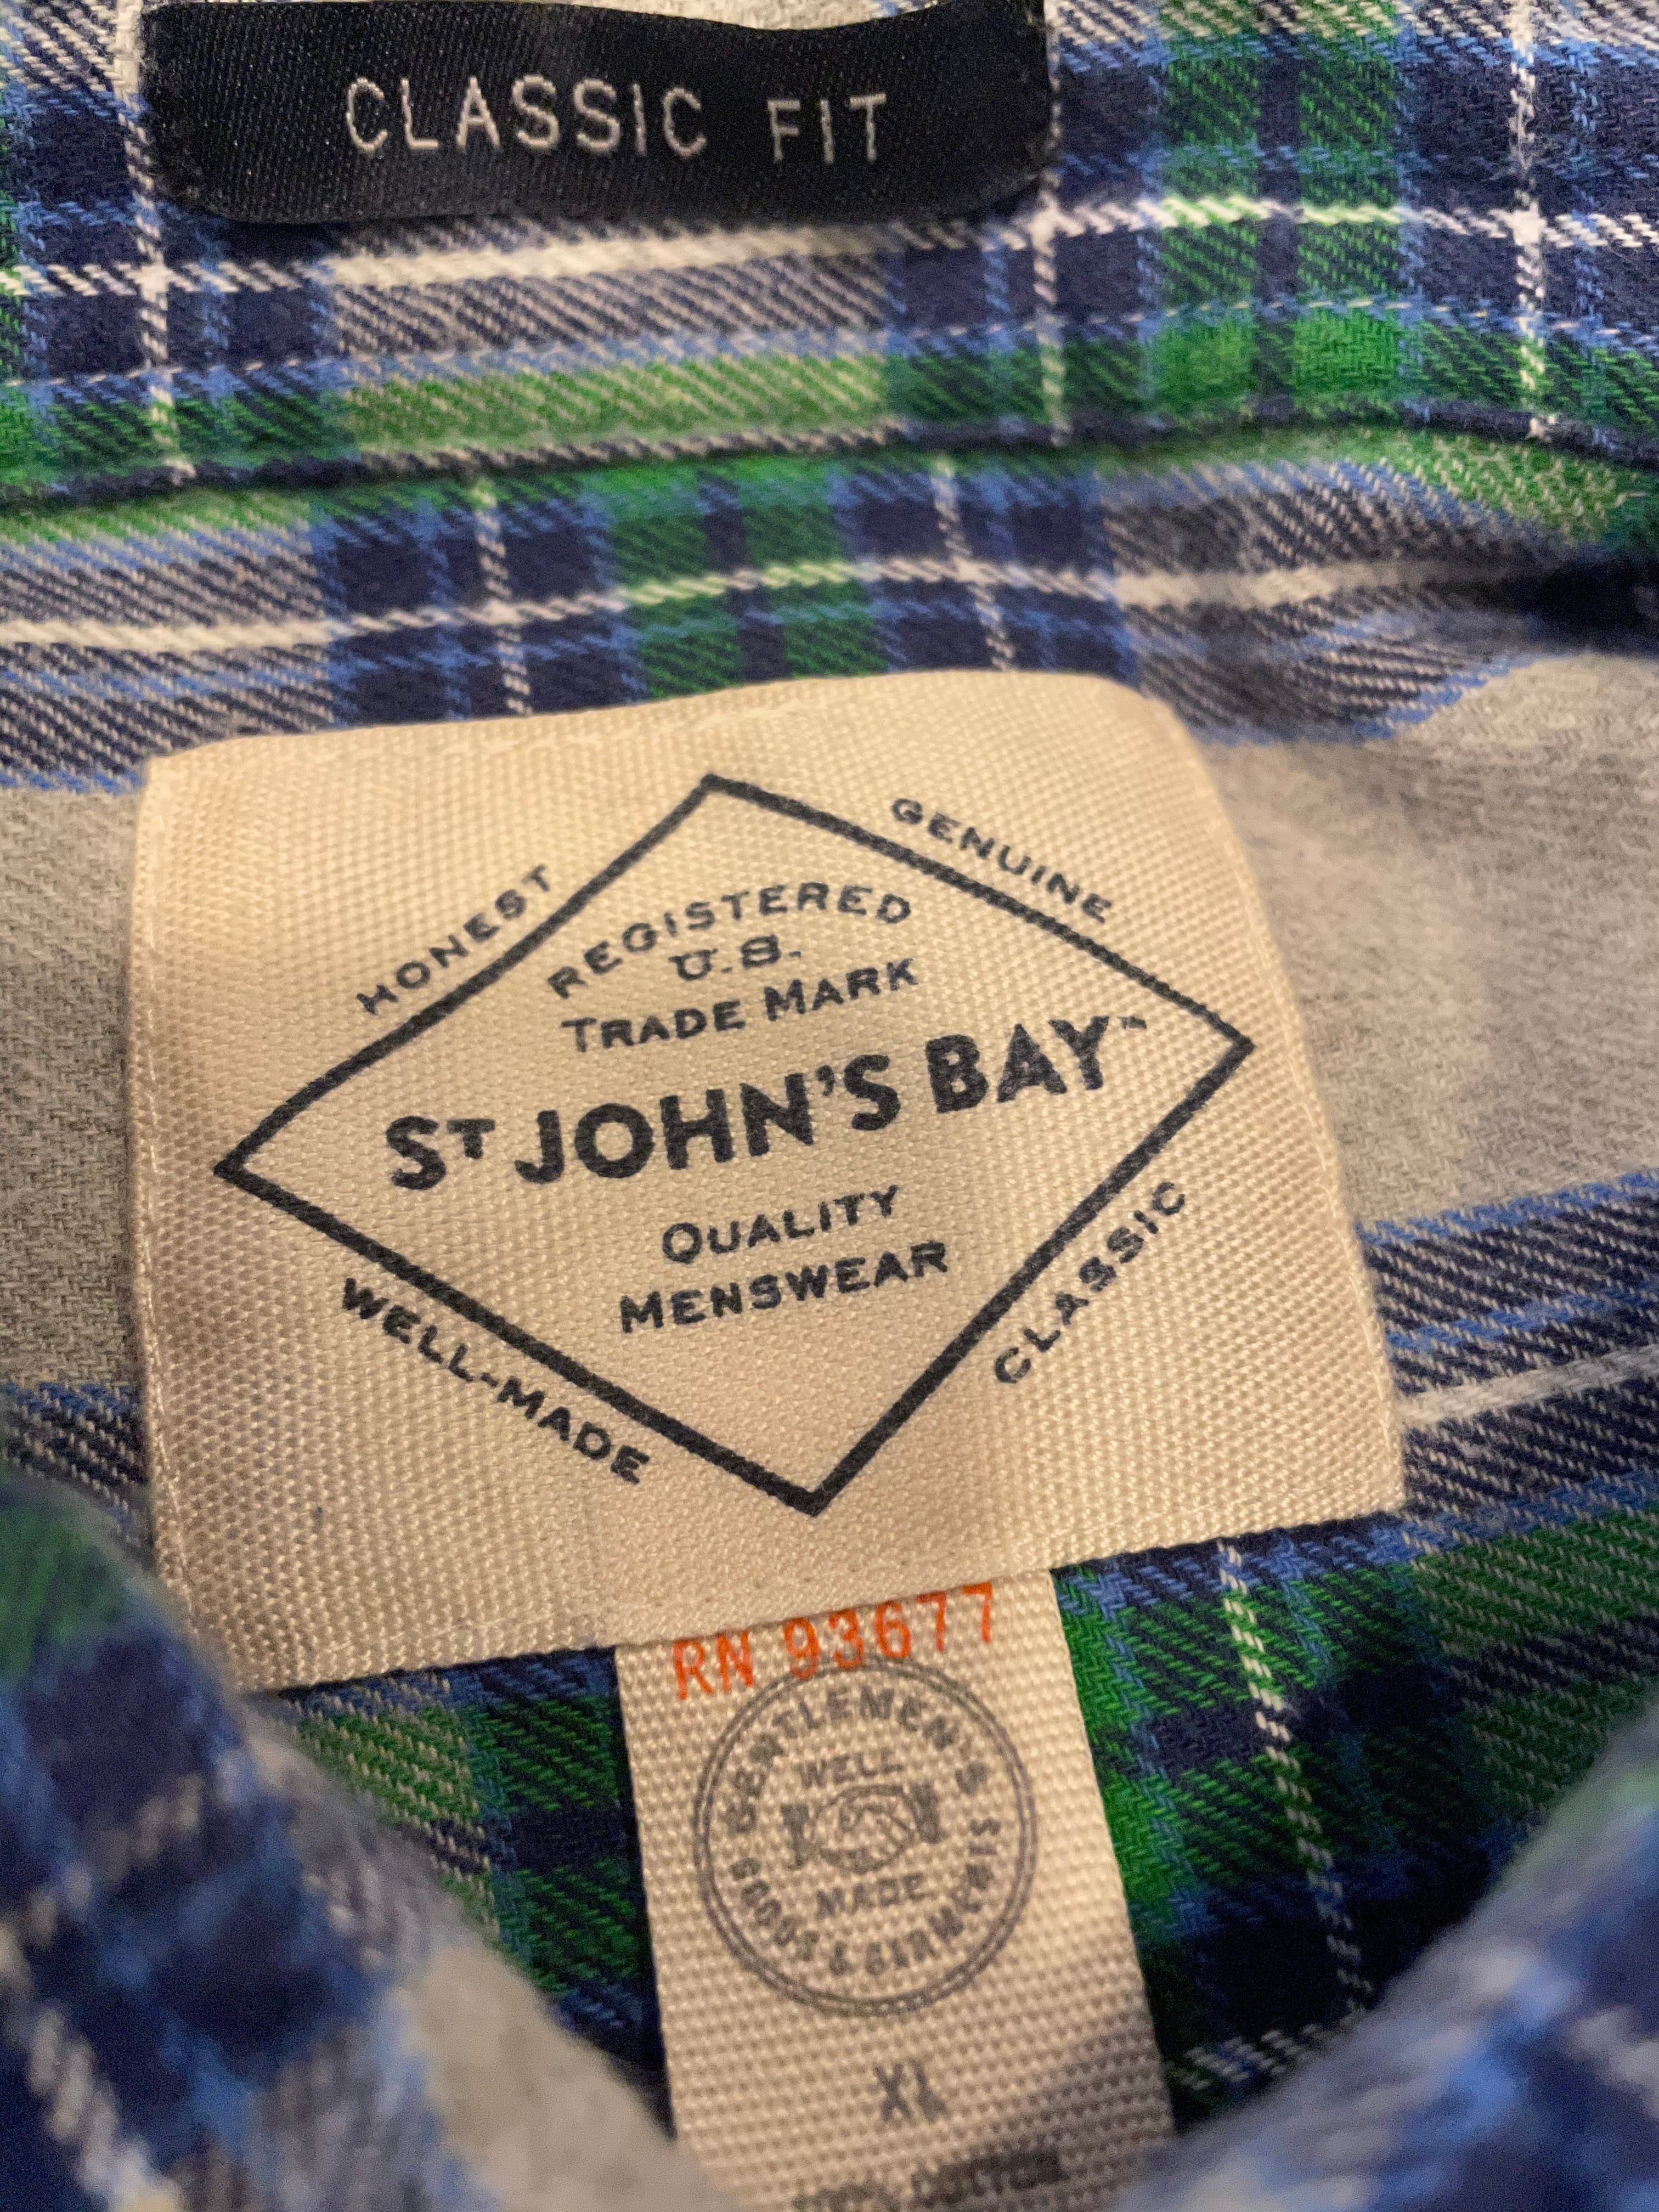 CLASSIC FIT
HONEST
GENUINE
REGISTERED
U.S.
TRADE MARK
ST JOHN'S BAY™
QUALITY
MENSWEAR
WELL-MADE
CLASSIC
RN 93677
GENTLEMEN'S
WELL
MADE
GOODS & GARMENTS
XL